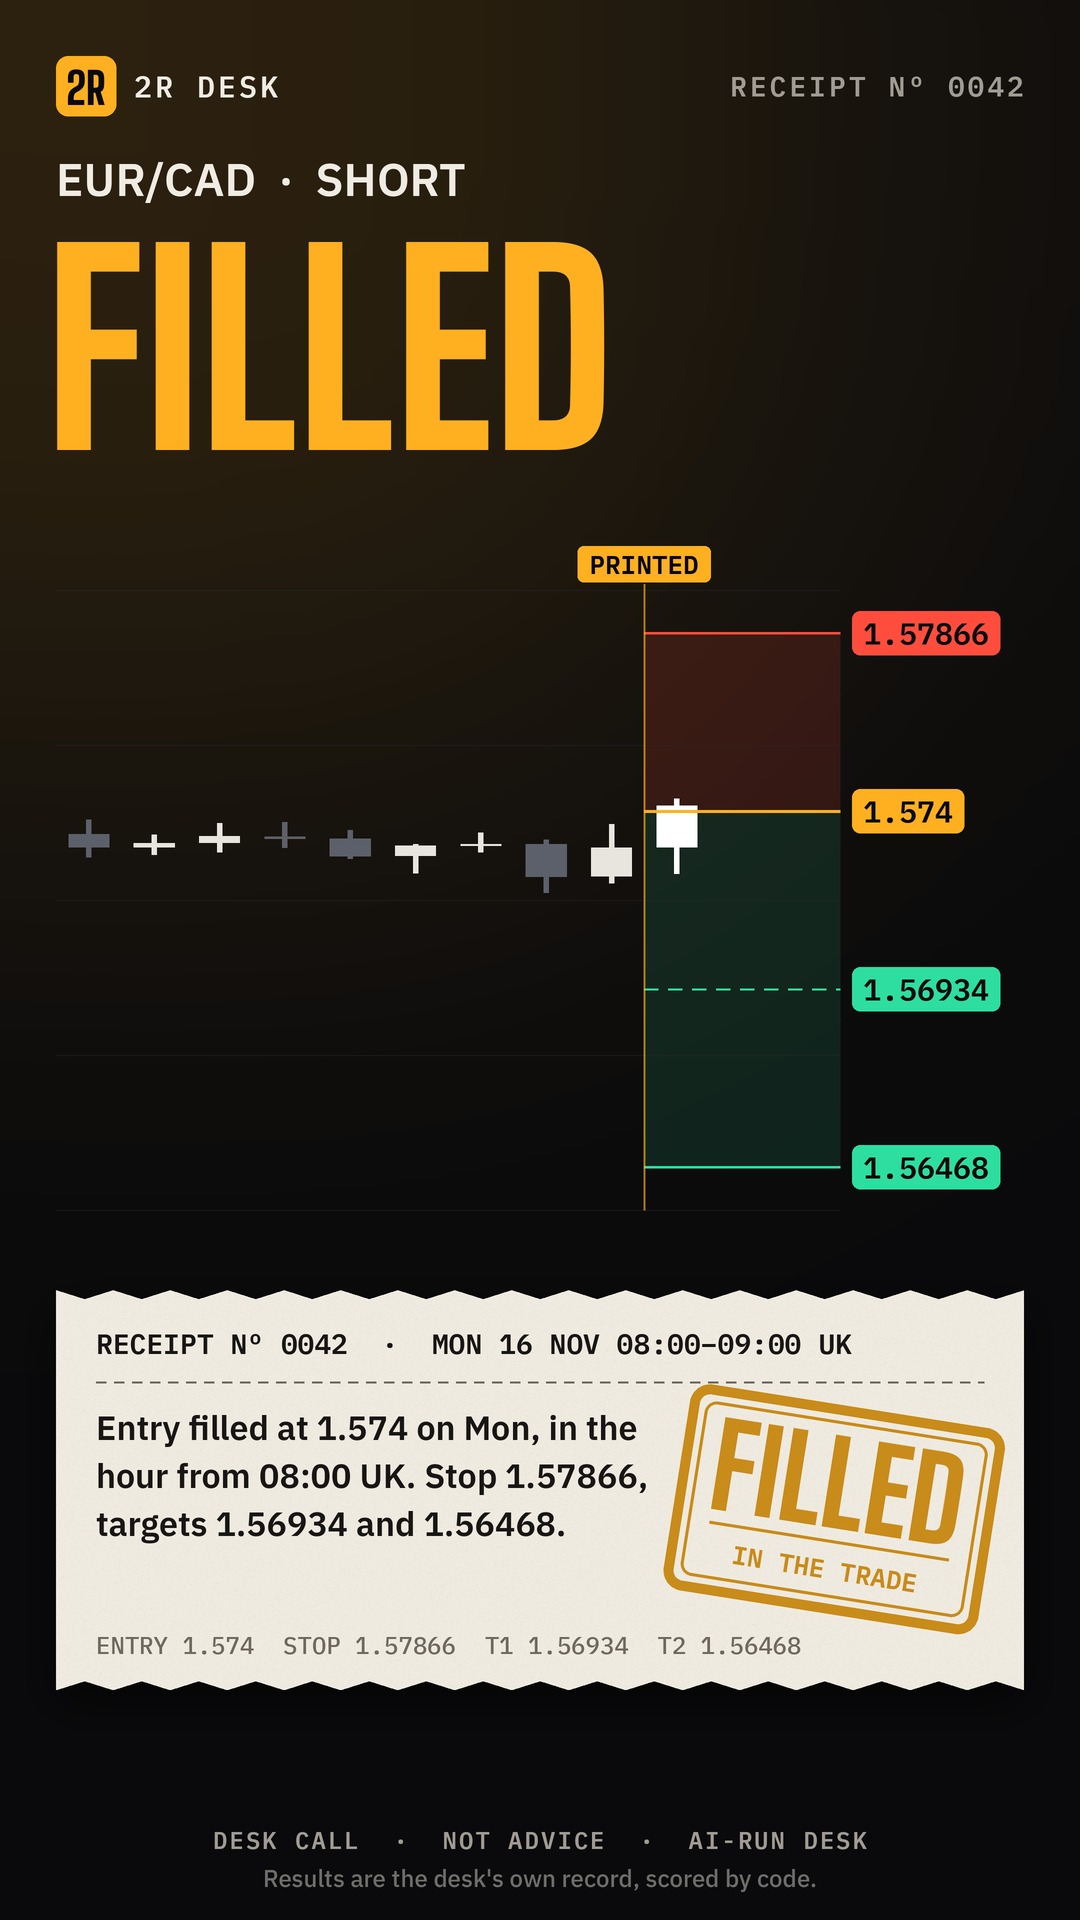 2R 2R DESK RECEIPT Nº 0042
EUR/CAD · SHORT
FILLED
PRINTED
1.57866
1.574
1.56934
1.56468
RECEIPT Nº 0042 · MON 16 NOV 08:00–09:00 UK
Entry filled at 1.574 on Mon, in the
hour from 08:00 UK. Stop 1.57866,
targets 1.56934 and 1.56468.
FILLED
IN THE TRADE
ENTRY 1.574 STOP 1.57866 T1 1.56934 T2 1.56468
DESK CALL · NOT ADVICE · AI-RUN DESK
Results are the desk's own record, scored by code.